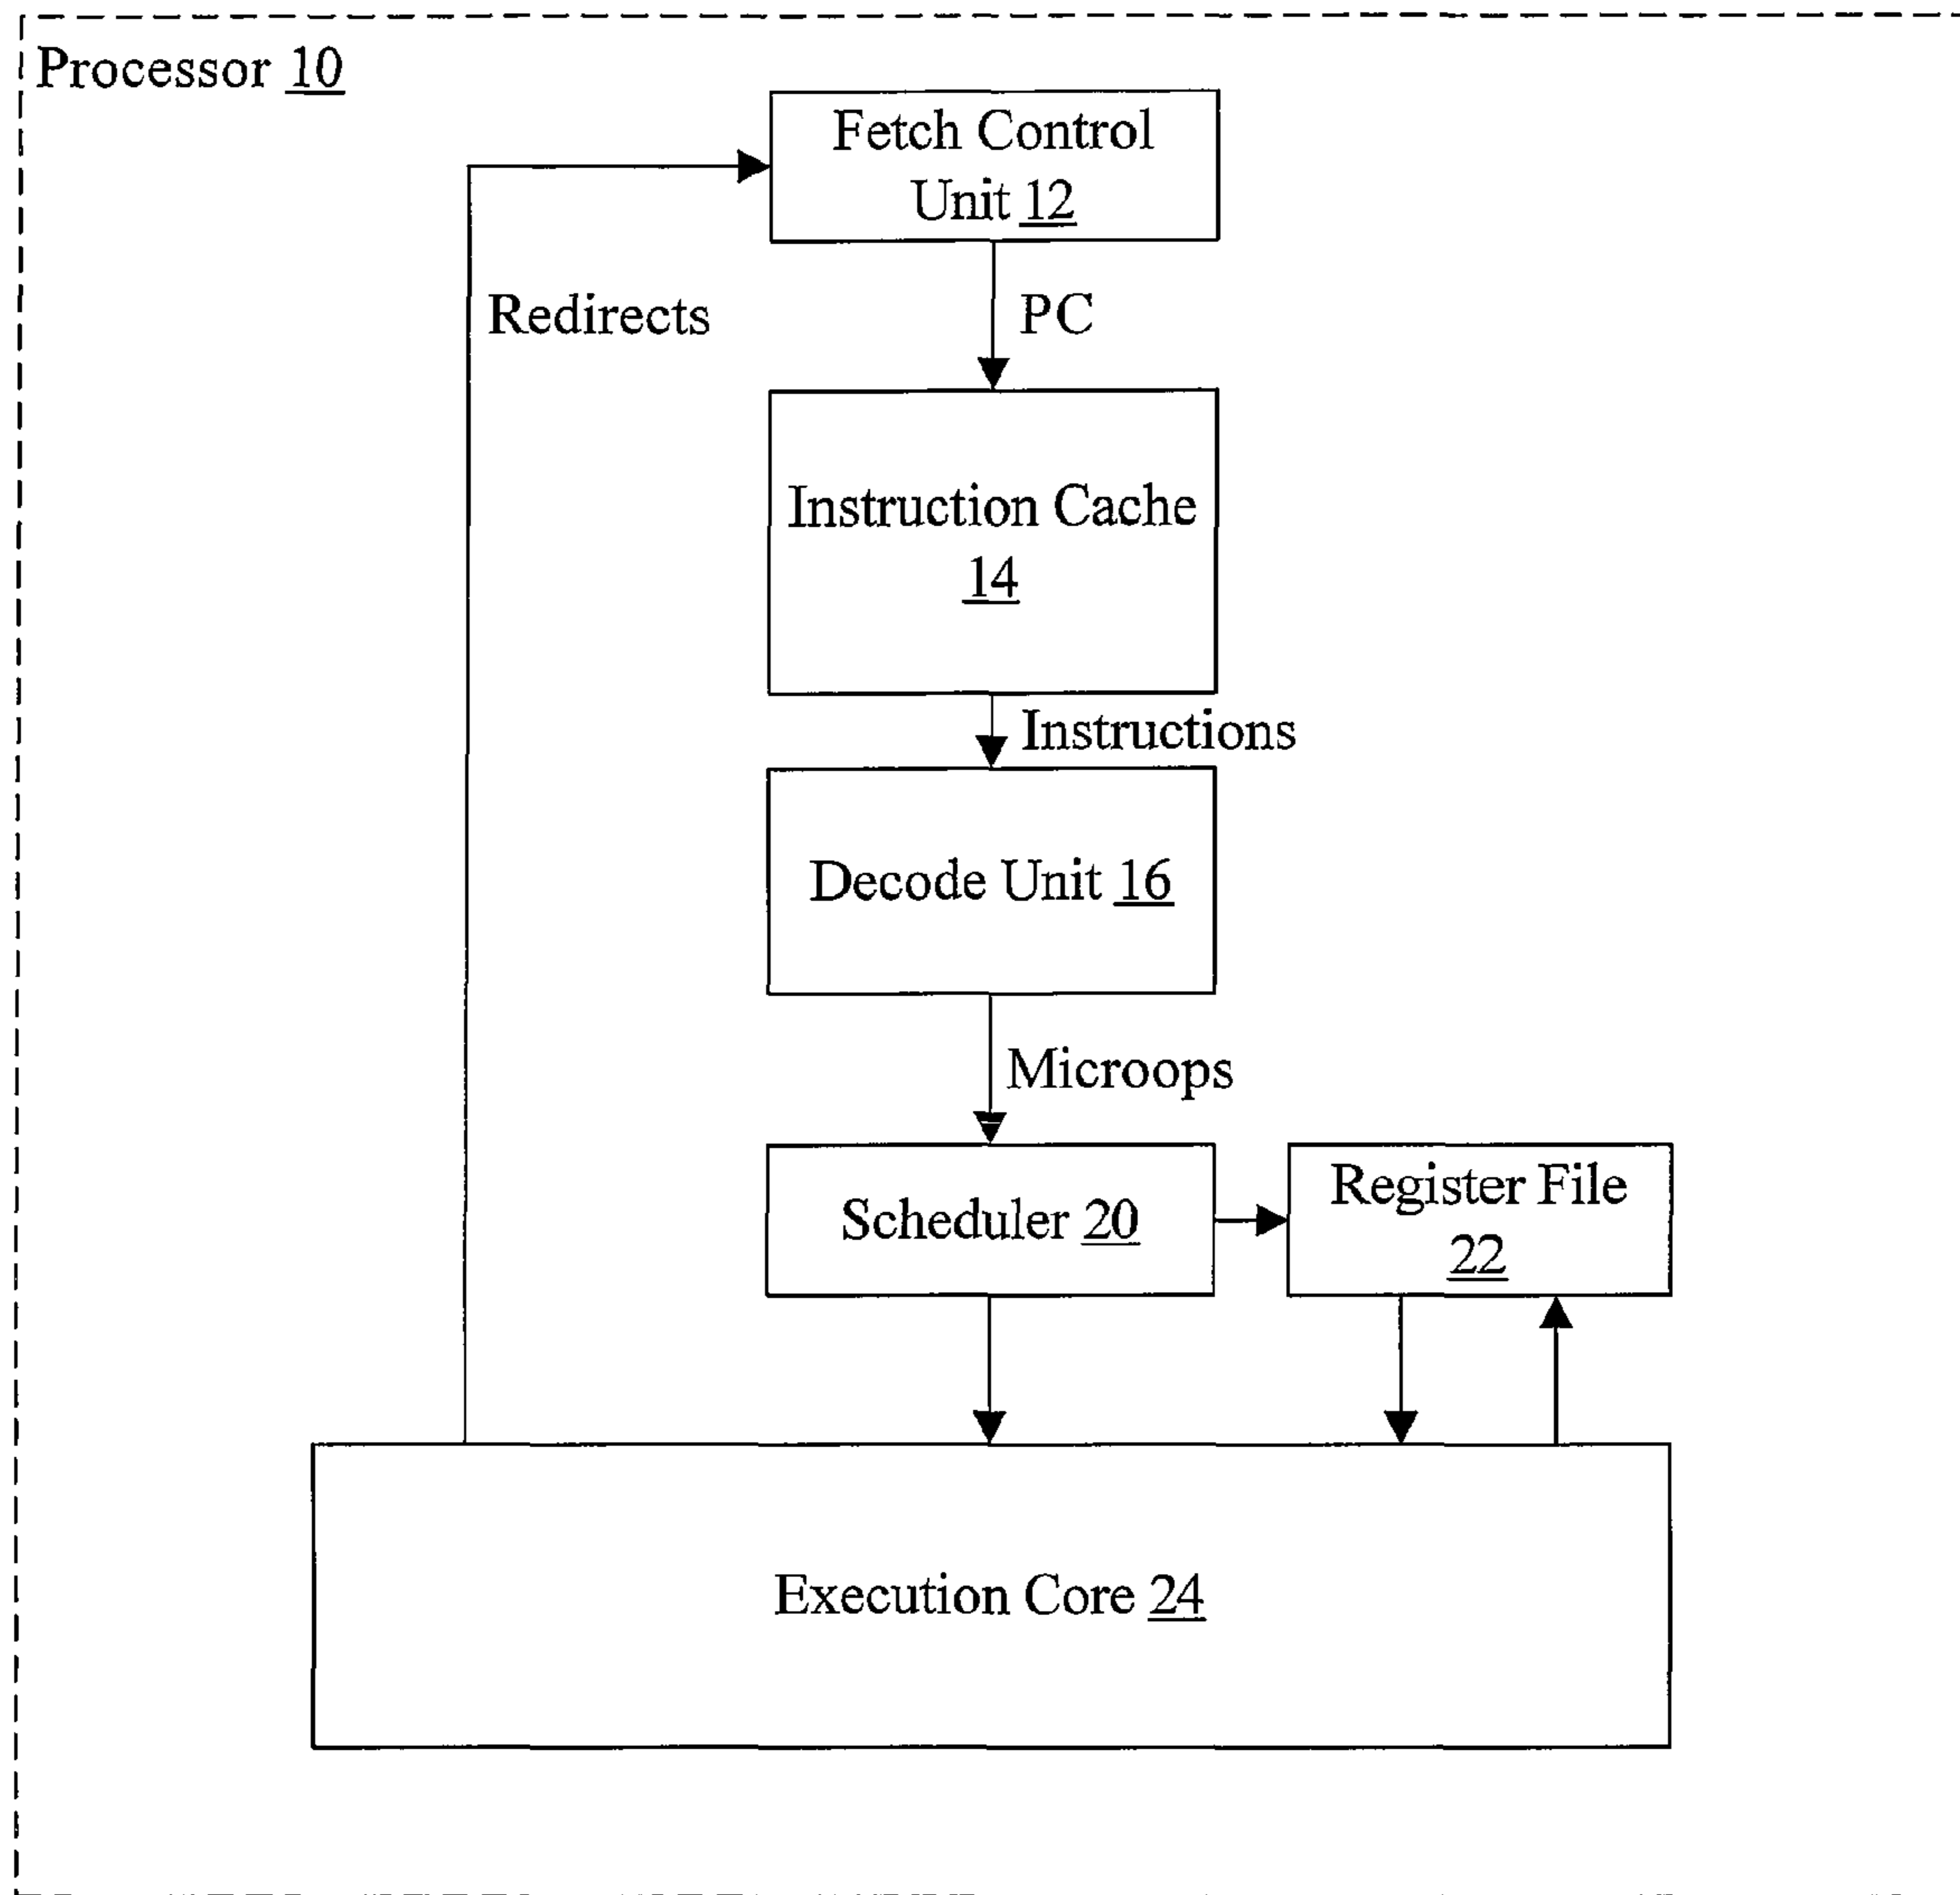 Processor 10
Fetch Control
Unit 12
Redirects
PC
Instruction Cache
14
Instructions
Decode Unit 16
Microops
Scheduler 20
Register File
22
Execution Core 24